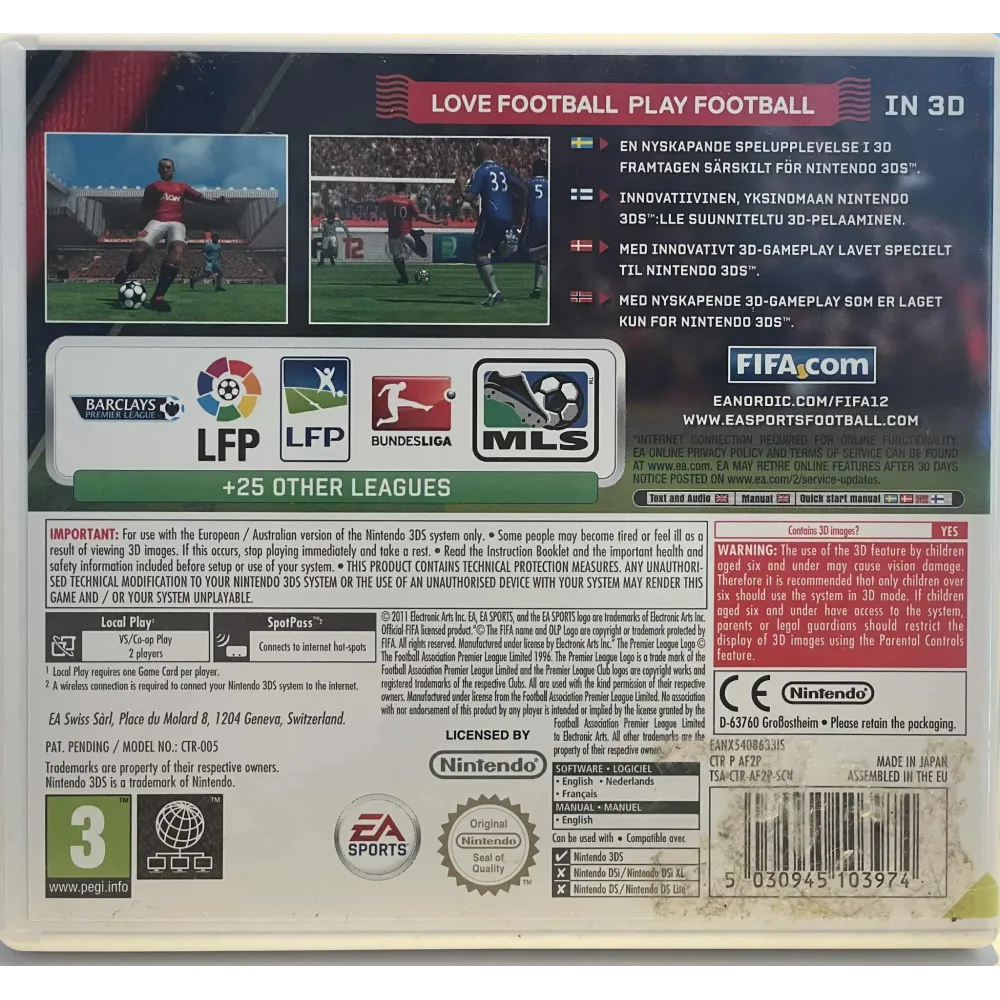 LOVE FOOTBALL PLAY FOOTBALL IN 3D
EN NYSKAPANDE SPELUPPLEVELSE I 3D
FRAMTAGEN SÄRSKILT FÖR NINTENDO 3DS™.
INNOVATIIVINEN, YKSINOMAAN NINTENDO
3DS™:LLE SUUNNITELTU 3D-PELAAMINEN.
MED INNOVATIVT 3D-GAMEPLAY LAVET SPECIELT
TIL NINTENDO 3DS™.
MED NYSKAPENDE 3D-GAMEPLAY SOM ER LAGET
KUN FOR NINTENDO 3DS™.
10
33
5
12
BARCLAYS
PREMIER LEAGUE
LFP
LFP
BUNDESLIGA
MLS
+25 OTHER LEAGUES
FIFA.com
EANORDIC.COM/FIFA12
WWW.EASPORTSFOOTBALL.COM
*INTERNET CONNECTION REQUIRED FOR ONLINE FUNCTIONALITY.
EA ONLINE PRIVACY POLICY AND TERMS OF SERVICE CAN BE FOUND
AT www.ea.com. EA MAY RETIRE ONLINE FEATURES AFTER 30 DAYS
NOTICE POSTED ON www.ea.com/2/service-updates.
Text and Audio Manual Quick start manual
IMPORTANT: For use with the European / Australian version of the Nintendo 3DS system only. • Some people may become tired or feel ill as a
result of viewing 3D images. If this occurs, stop playing immediately and take a rest. • Read the Instruction Booklet and the important health and
safety information included before setup or use of your system. • THIS PRODUCT CONTAINS TECHNICAL PROTECTION MEASURES. ANY UNAUTHORI-
SED TECHNICAL MODIFICATION TO YOUR NINTENDO 3DS SYSTEM OR THE USE OF AN UNAUTHORISED DEVICE WITH YOUR SYSTEM MAY RENDER THIS
GAME AND / OR YOUR SYSTEM UNPLAYABLE.
Contains 3D images? YES
WARNING: The use of the 3D feature by children
aged six and under may cause vision damage.
Therefore it is recommended that only children over
six should use the system in 3D mode. If children
aged six and under have access to the system,
parents or legal guardians should restrict the
display of 3D images using the Parental Controls
feature.
Local Play¹
VS/Co-op Play
2 players
SpotPass™²
Connects to internet hot-spots
¹ Local Play requires one Game Card per player.
² A wireless connection is required to connect your Nintendo 3DS system to the internet.
© 2011 Electronic Arts Inc. EA, EA SPORTS, and the EA SPORTS logo are trademarks of Electronic Arts Inc.
Official FIFA licensed product. "© The FIFA name and OLP Logo are copyright or trademark protected by
FIFA. All rights reserved. Manufactured under license by Electronic Arts Inc." The Premier League Logo ©
The Football Association Premier League Limited 1996. The Premier League Logo is a trade mark of the
Football Association Premier League Limited and the Premier League Club logos are copyright works and
registered trademarks of the respective Clubs. All are used with the kind permission of their respective
owners. Manufactured under license from the Football Association Premier League Limited. No association
with nor endorsement of this product by any player is intended or implied by the license granted by the
Football Association Premier League Limited
to Electronic Arts. All other trademarks are the
property of their respective owners.
EA Swiss Sàrl, Place du Molard 8, 1204 Geneva, Switzerland.
PAT. PENDING / MODEL NO.: CTR-005
Trademarks are property of their respective owners.
Nintendo 3DS is a trademark of Nintendo.
LICENSED BY
Nintendo®
CE Nintendo®
D-63760 Großostheim • Please retain the packaging.
EANX5408633IS
CTR P AF2P
TSA-CTR-AF2P-SCN
MADE IN JAPAN
ASSEMBLED IN THE EU
SOFTWARE • LOGICIEL
• English • Nederlands
• Français
MANUAL • MANUEL
• English
Can be used with • Compatible avec
Nintendo 3DS
Nintendo DSi/Nintendo DSi XL
Nintendo DS/Nintendo DS Lite
3
www.pegi.info
EA
SPORTS™
Original
Nintendo
Seal of
Quality
5 030945 103974